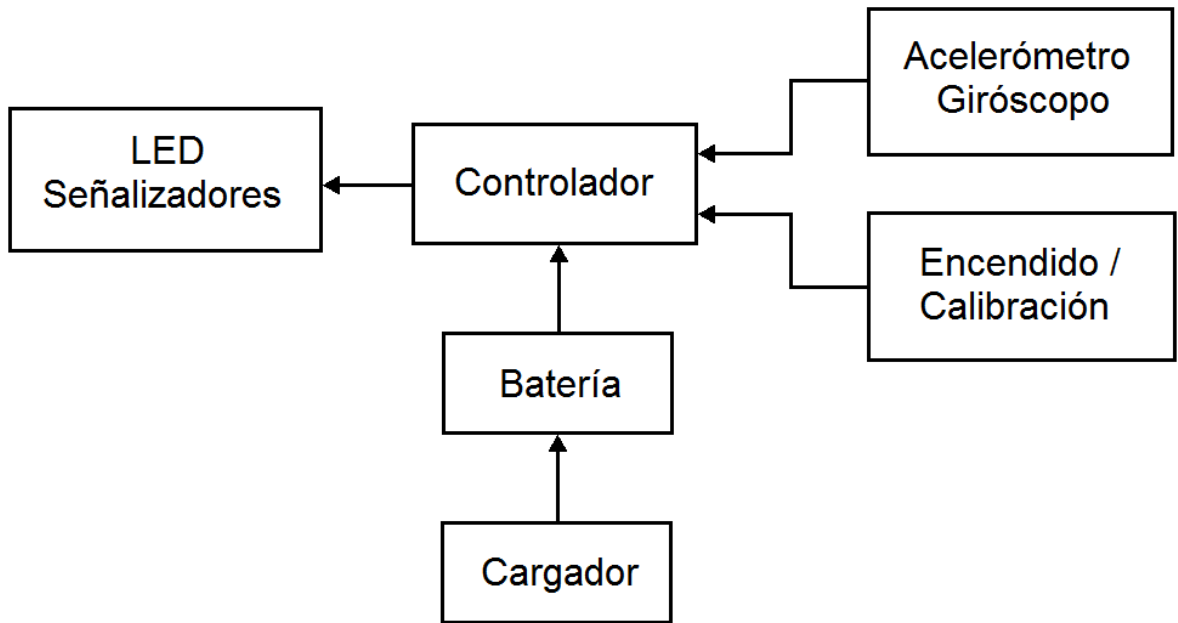 Acelerómetro
Giróscopo
LED
Señalizadores
Controlador
Encendido /
Calibración
Batería
Cargador